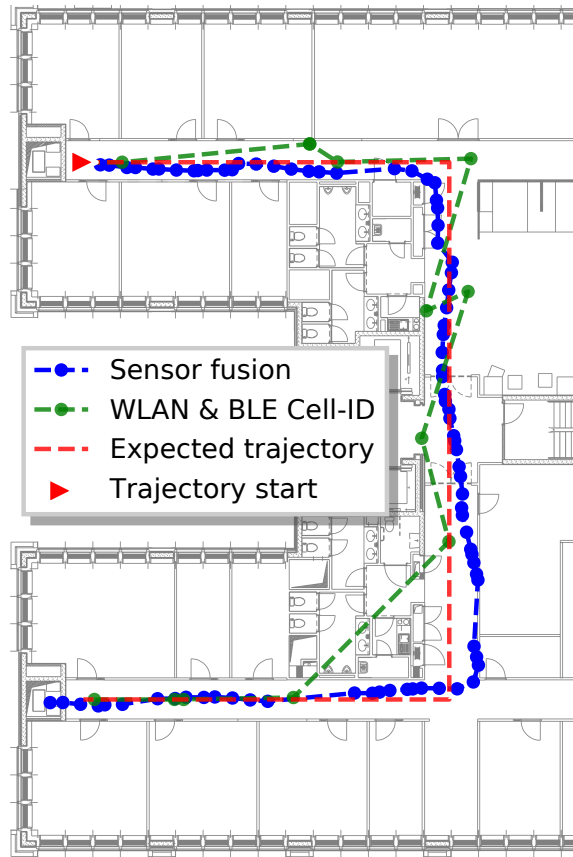 Sensor fusion
WLAN & BLE Cell-ID
Expected trajectory
Trajectory start